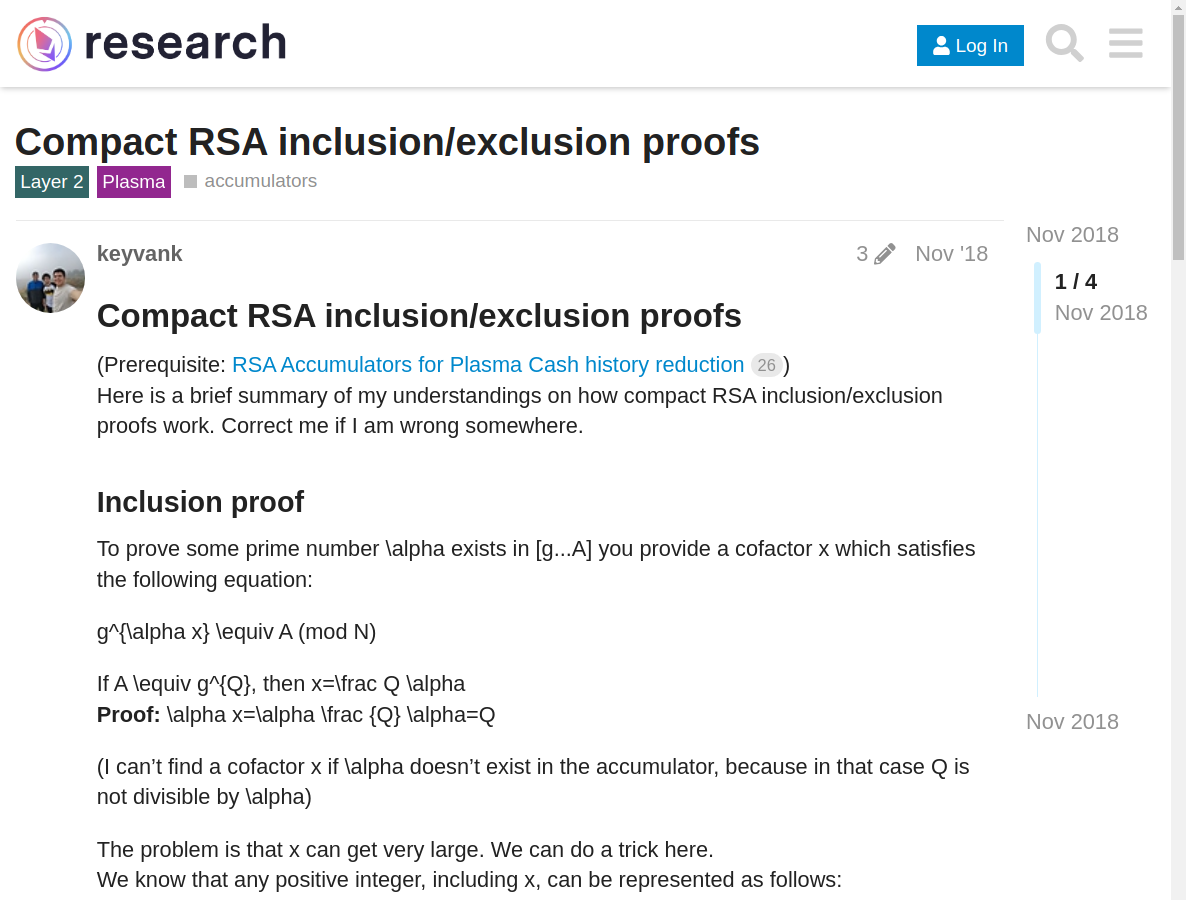 research
Log In
Compact RSA inclusion/exclusion proofs
Layer 2 Plasma accumulators
keyvank 3 Nov '18
Nov 2018
1 / 4
Nov 2018
Compact RSA inclusion/exclusion proofs
(Prerequisite: RSA Accumulators for Plasma Cash history reduction 26)
Here is a brief summary of my understandings on how compact RSA inclusion/exclusion
proofs work. Correct me if I am wrong somewhere.
Inclusion proof
To prove some prime number \alpha exists in [g...A] you provide a cofactor x which satisfies
the following equation:
g^{\alpha x} \equiv A (mod N)
If A \equiv g^{Q}, then x=\frac Q \alpha
Proof: \alpha x=\alpha \frac {Q} \alpha=Q
Nov 2018
(I can’t find a cofactor x if \alpha doesn’t exist in the accumulator, because in that case Q is
not divisible by \alpha)
The problem is that x can get very large. We can do a trick here.
We know that any positive integer, including x, can be represented as follows: